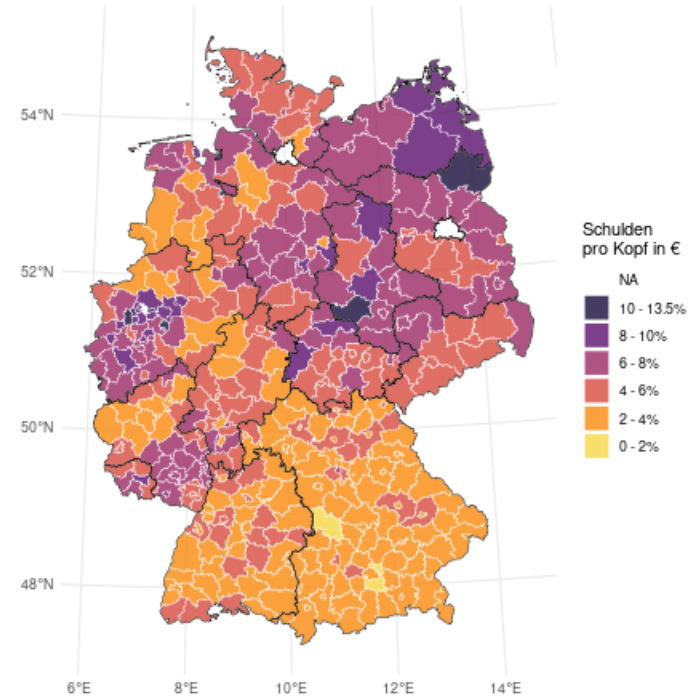 54°N
52°N
50°N
48°N
6°E 8°E 10°E 12°E 14°E
Schulden
pro Kopf in €
NA
10 - 13.5%
8 - 10%
6 - 8%
4 - 6%
2 - 4%
0 - 2%